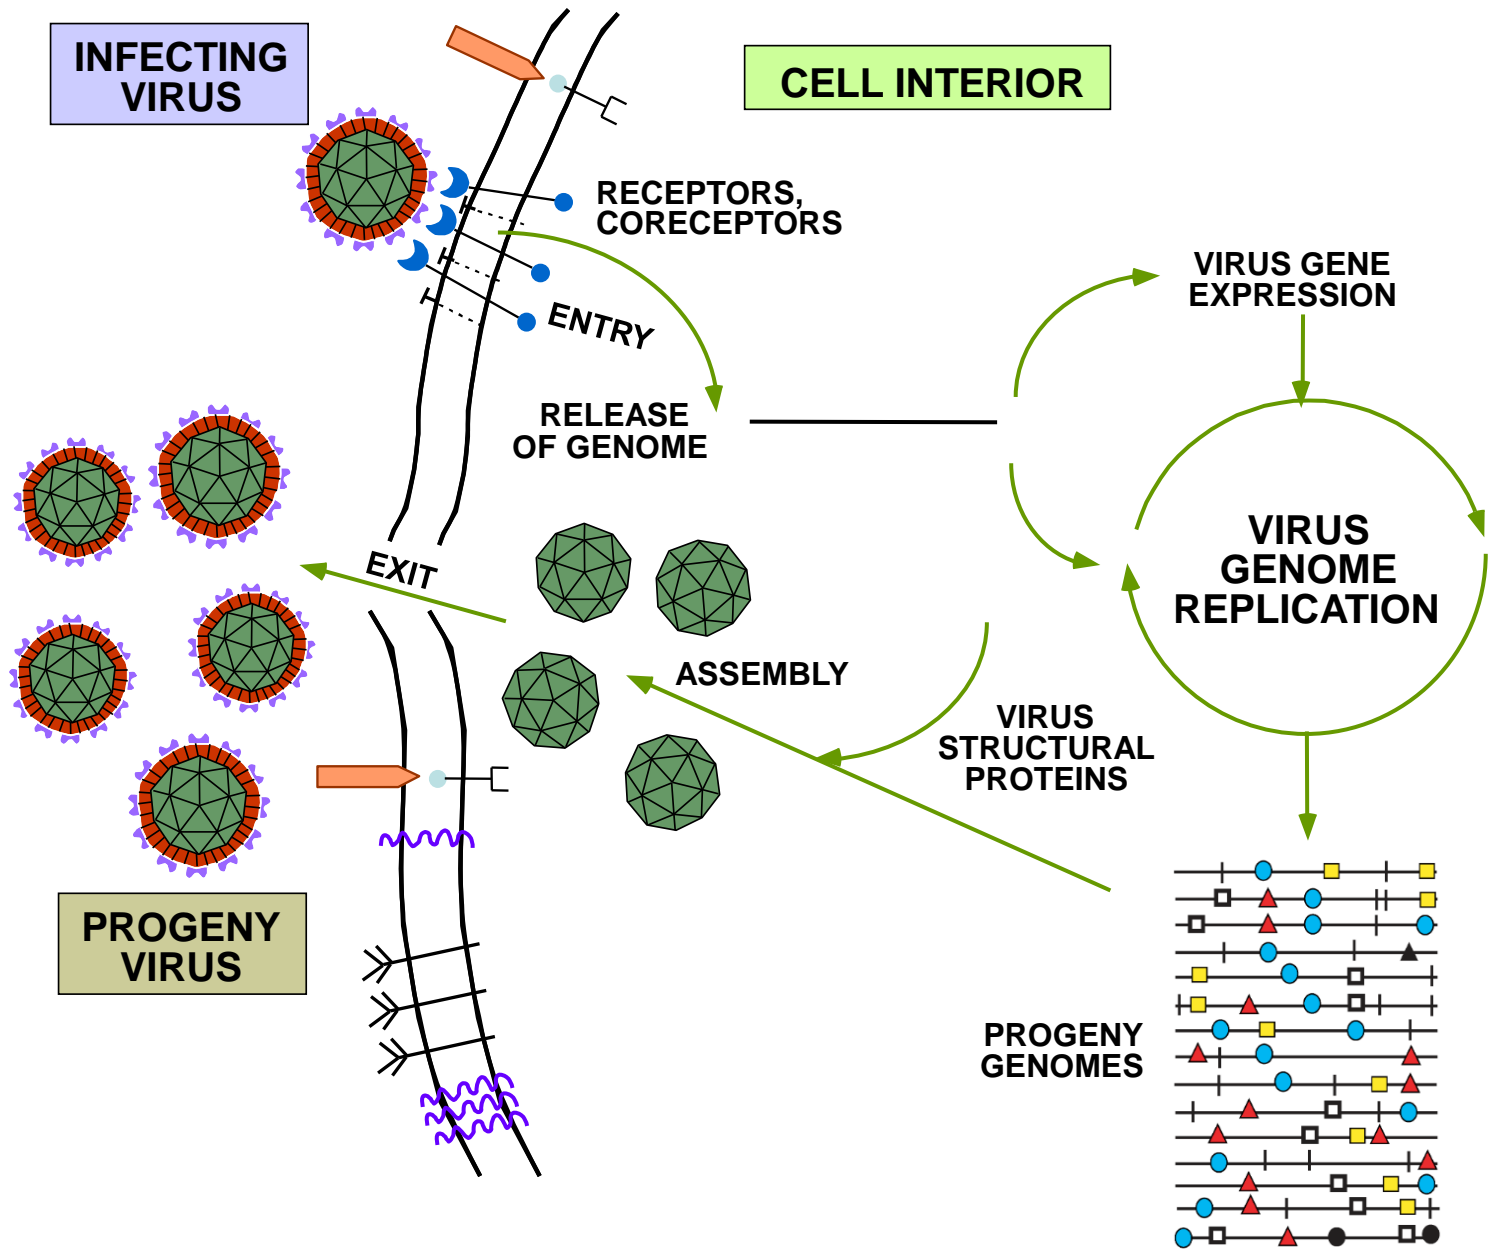 INFECTING
VIRUS
CELL INTERIOR
RECEPTORS,
CORECEPTORS
ENTRY
VIRUS GENE
EXPRESSION
RELEASE
OF GENOME
EXIT
VIRUS
GENOME
REPLICATION
ASSEMBLY
VIRUS
STRUCTURAL
PROTEINS
PROGENY
VIRUS
PROGENY
GENOMES